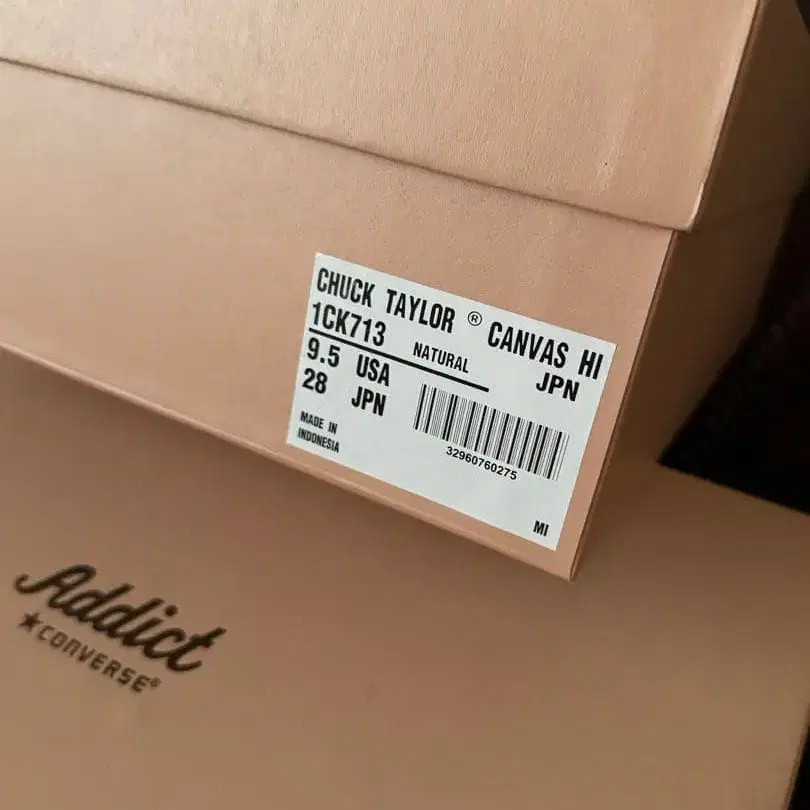 CHUCK TAYLOR ® CANVAS HI
1CK713 NATURAL JPN
9.5 USA
28 JPN
MADE IN
INDONESIA
32960760275
MI
Addict
★CONVERSE®